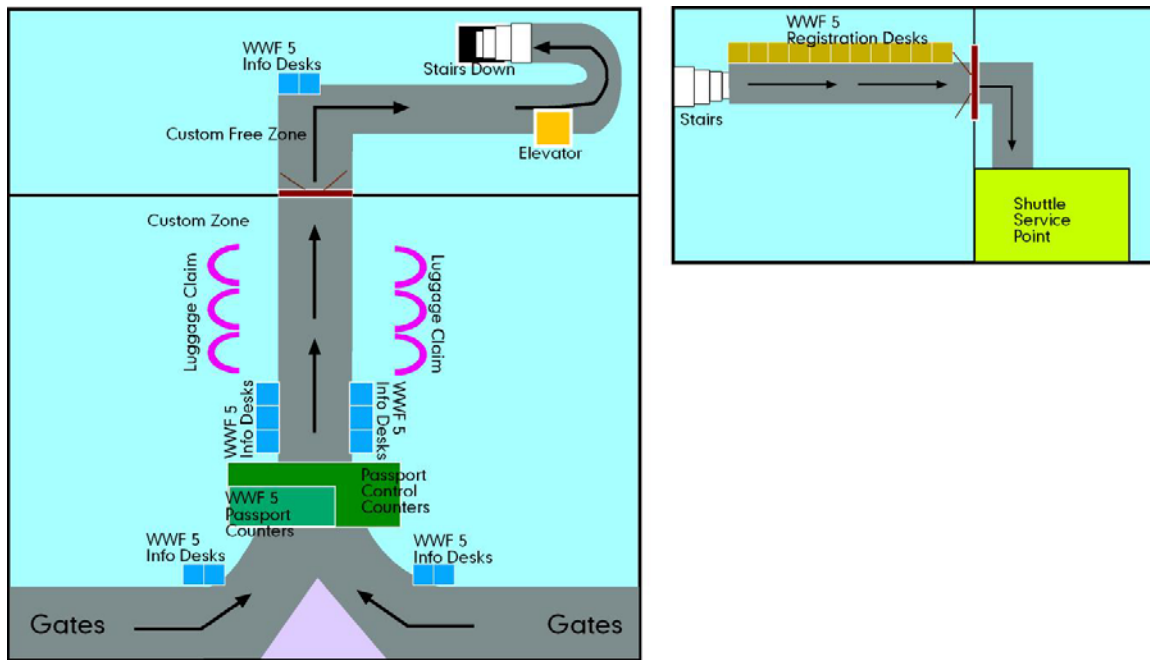 WWF 5
Info Desks
Stairs Down
Custom Free Zone
Elevator
Custom Zone
Luggage Claim
Luggage Claim
WWF 5
Info Desks
WWF 5
Info Desks
Passport
Control
Counters
WWF 5
Passport
Counters
WWF 5
Info Desks
WWF 5
Info Desks
Gates
Gates
WWF 5
Registration Desks
Stairs
Shuttle
Service
Point